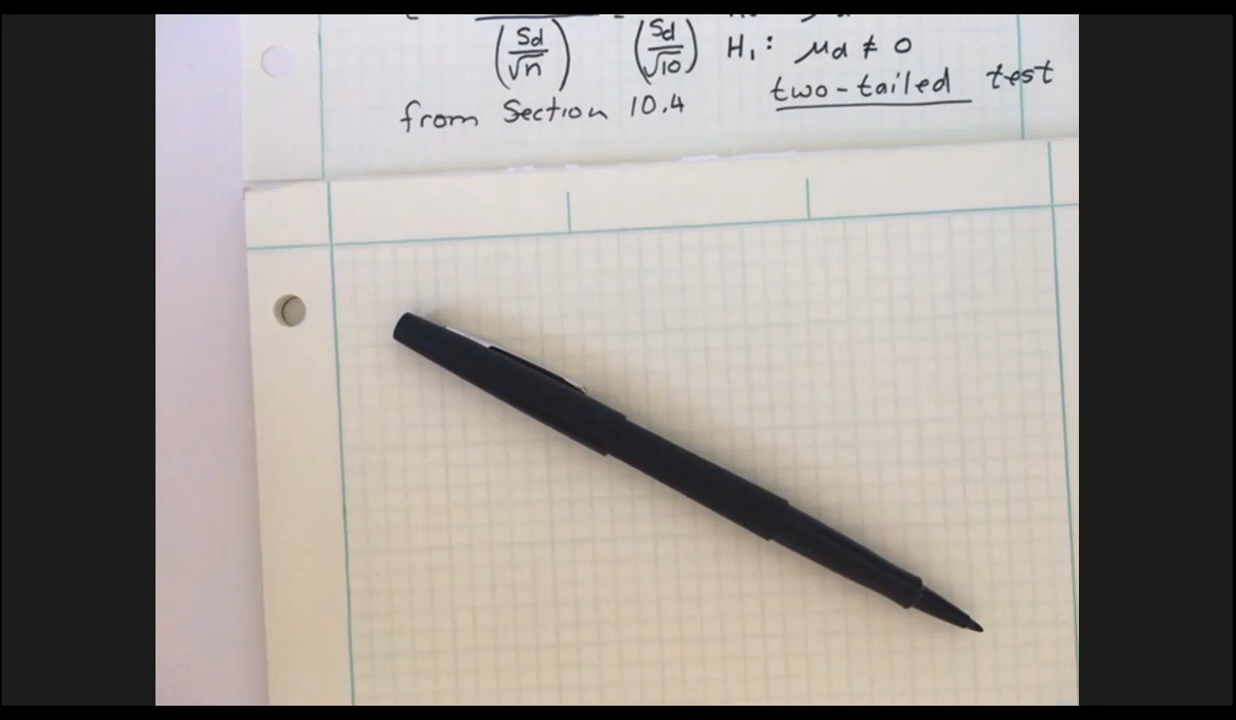 (Sd/√n) (Sd/√10) H₁: μd ≠ 0
from Section 10.4 two-tailed test